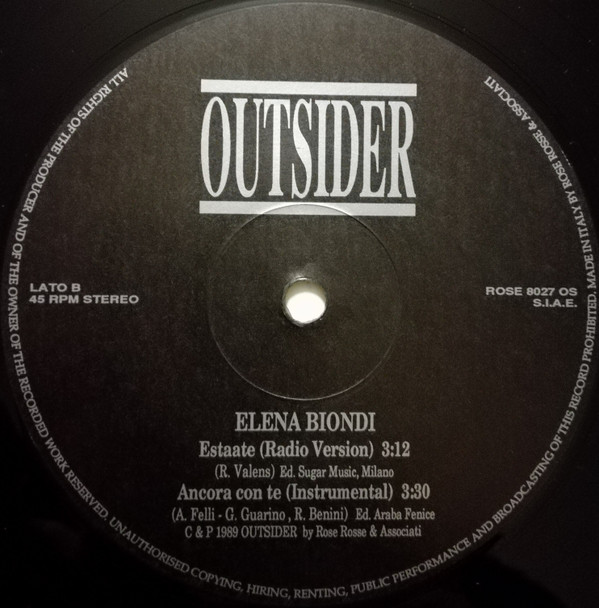 ALL RIGHTS OF THE PRODUCER AND OF THE OWNER OF THE RECORDED WORK RESERVED. UNAUTHORISED COPYING, HIRING, RENTING, PUBLIC PERFORMANCE AND BROADCASTING OF THIS RECORD PROHIBITED. MADE IN ITALY BY ROSE ROSSE & ASSOCIATI
OUTSIDER
LATO B
45 RPM STEREO
ROSE 8027 OS
S.I.A.E.
ELENA BIONDI
Estaate (Radio Version) 3:12
(R. Valens) Ed. Sugar Music, Milano
Ancora con te (Instrumental) 3:30
(A. Felli - G. Guarino , R. Benini) Ed. Araba Fenice
C & P 1989 OUTSIDER by Rose Rosse & Associati